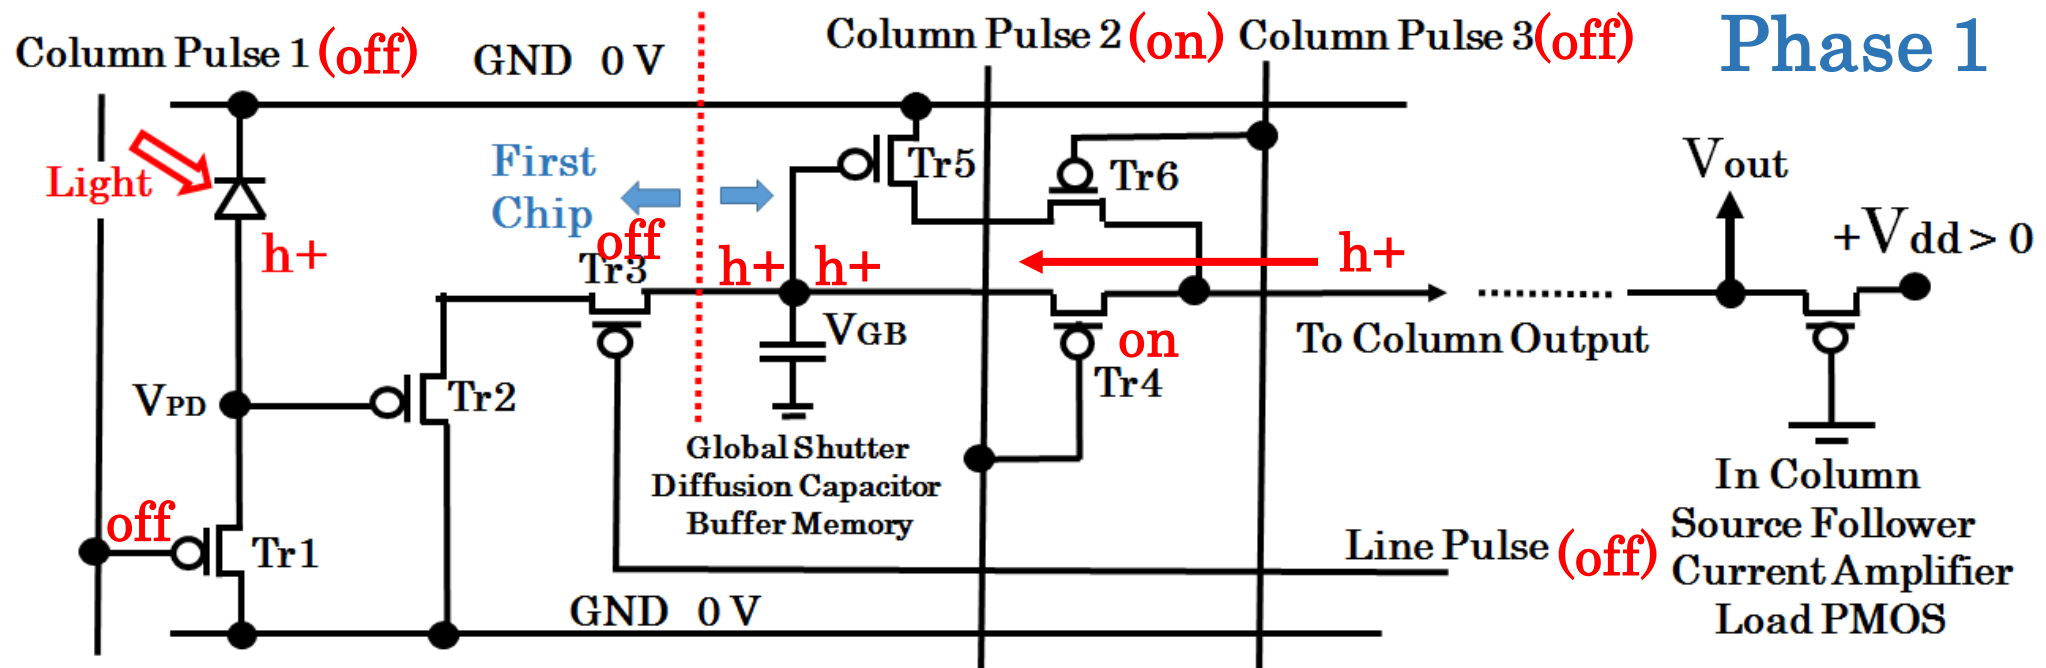 Column Pulse 1 (off)
GND 0 V
Column Pulse 2 (on)
Column Pulse 3 (off)
Phase 1
Light
h+
First
Chip
off
Tr3
h+ h+
Tr5
Tr6
h+
Vout
+Vdd > 0
VGB
on
Tr4
To Column Output
VPD
Tr2
Global Shutter
Diffusion Capacitor
Buffer Memory
off
Tr1
Line Pulse (off)
In Column
Source Follower
Current Amplifier
Load PMOS
GND 0 V